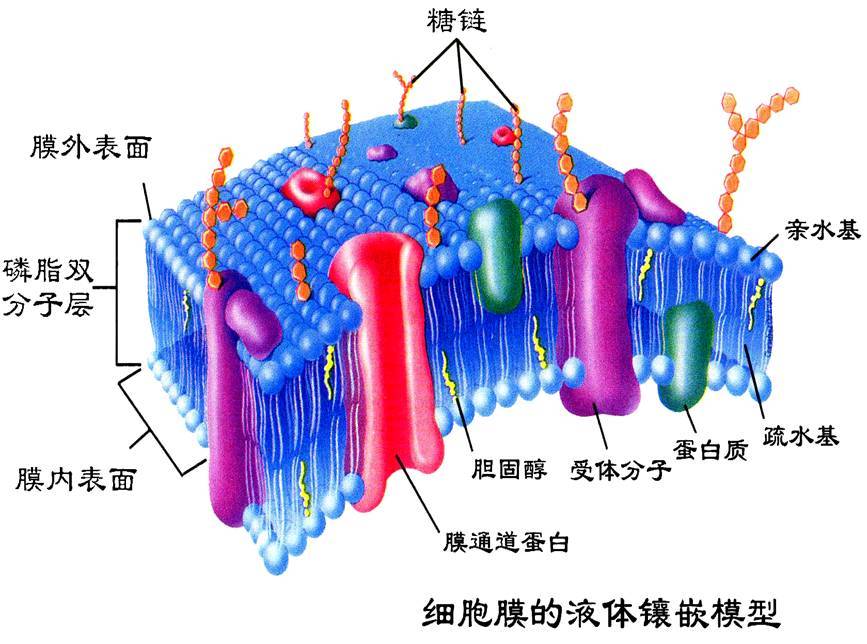 糖链
膜外表面
亲水基
磷脂双
分子层
疏水基
蛋白质
胆固醇
受体分子
膜内表面
膜通道蛋白
细胞膜的液体镶嵌模型